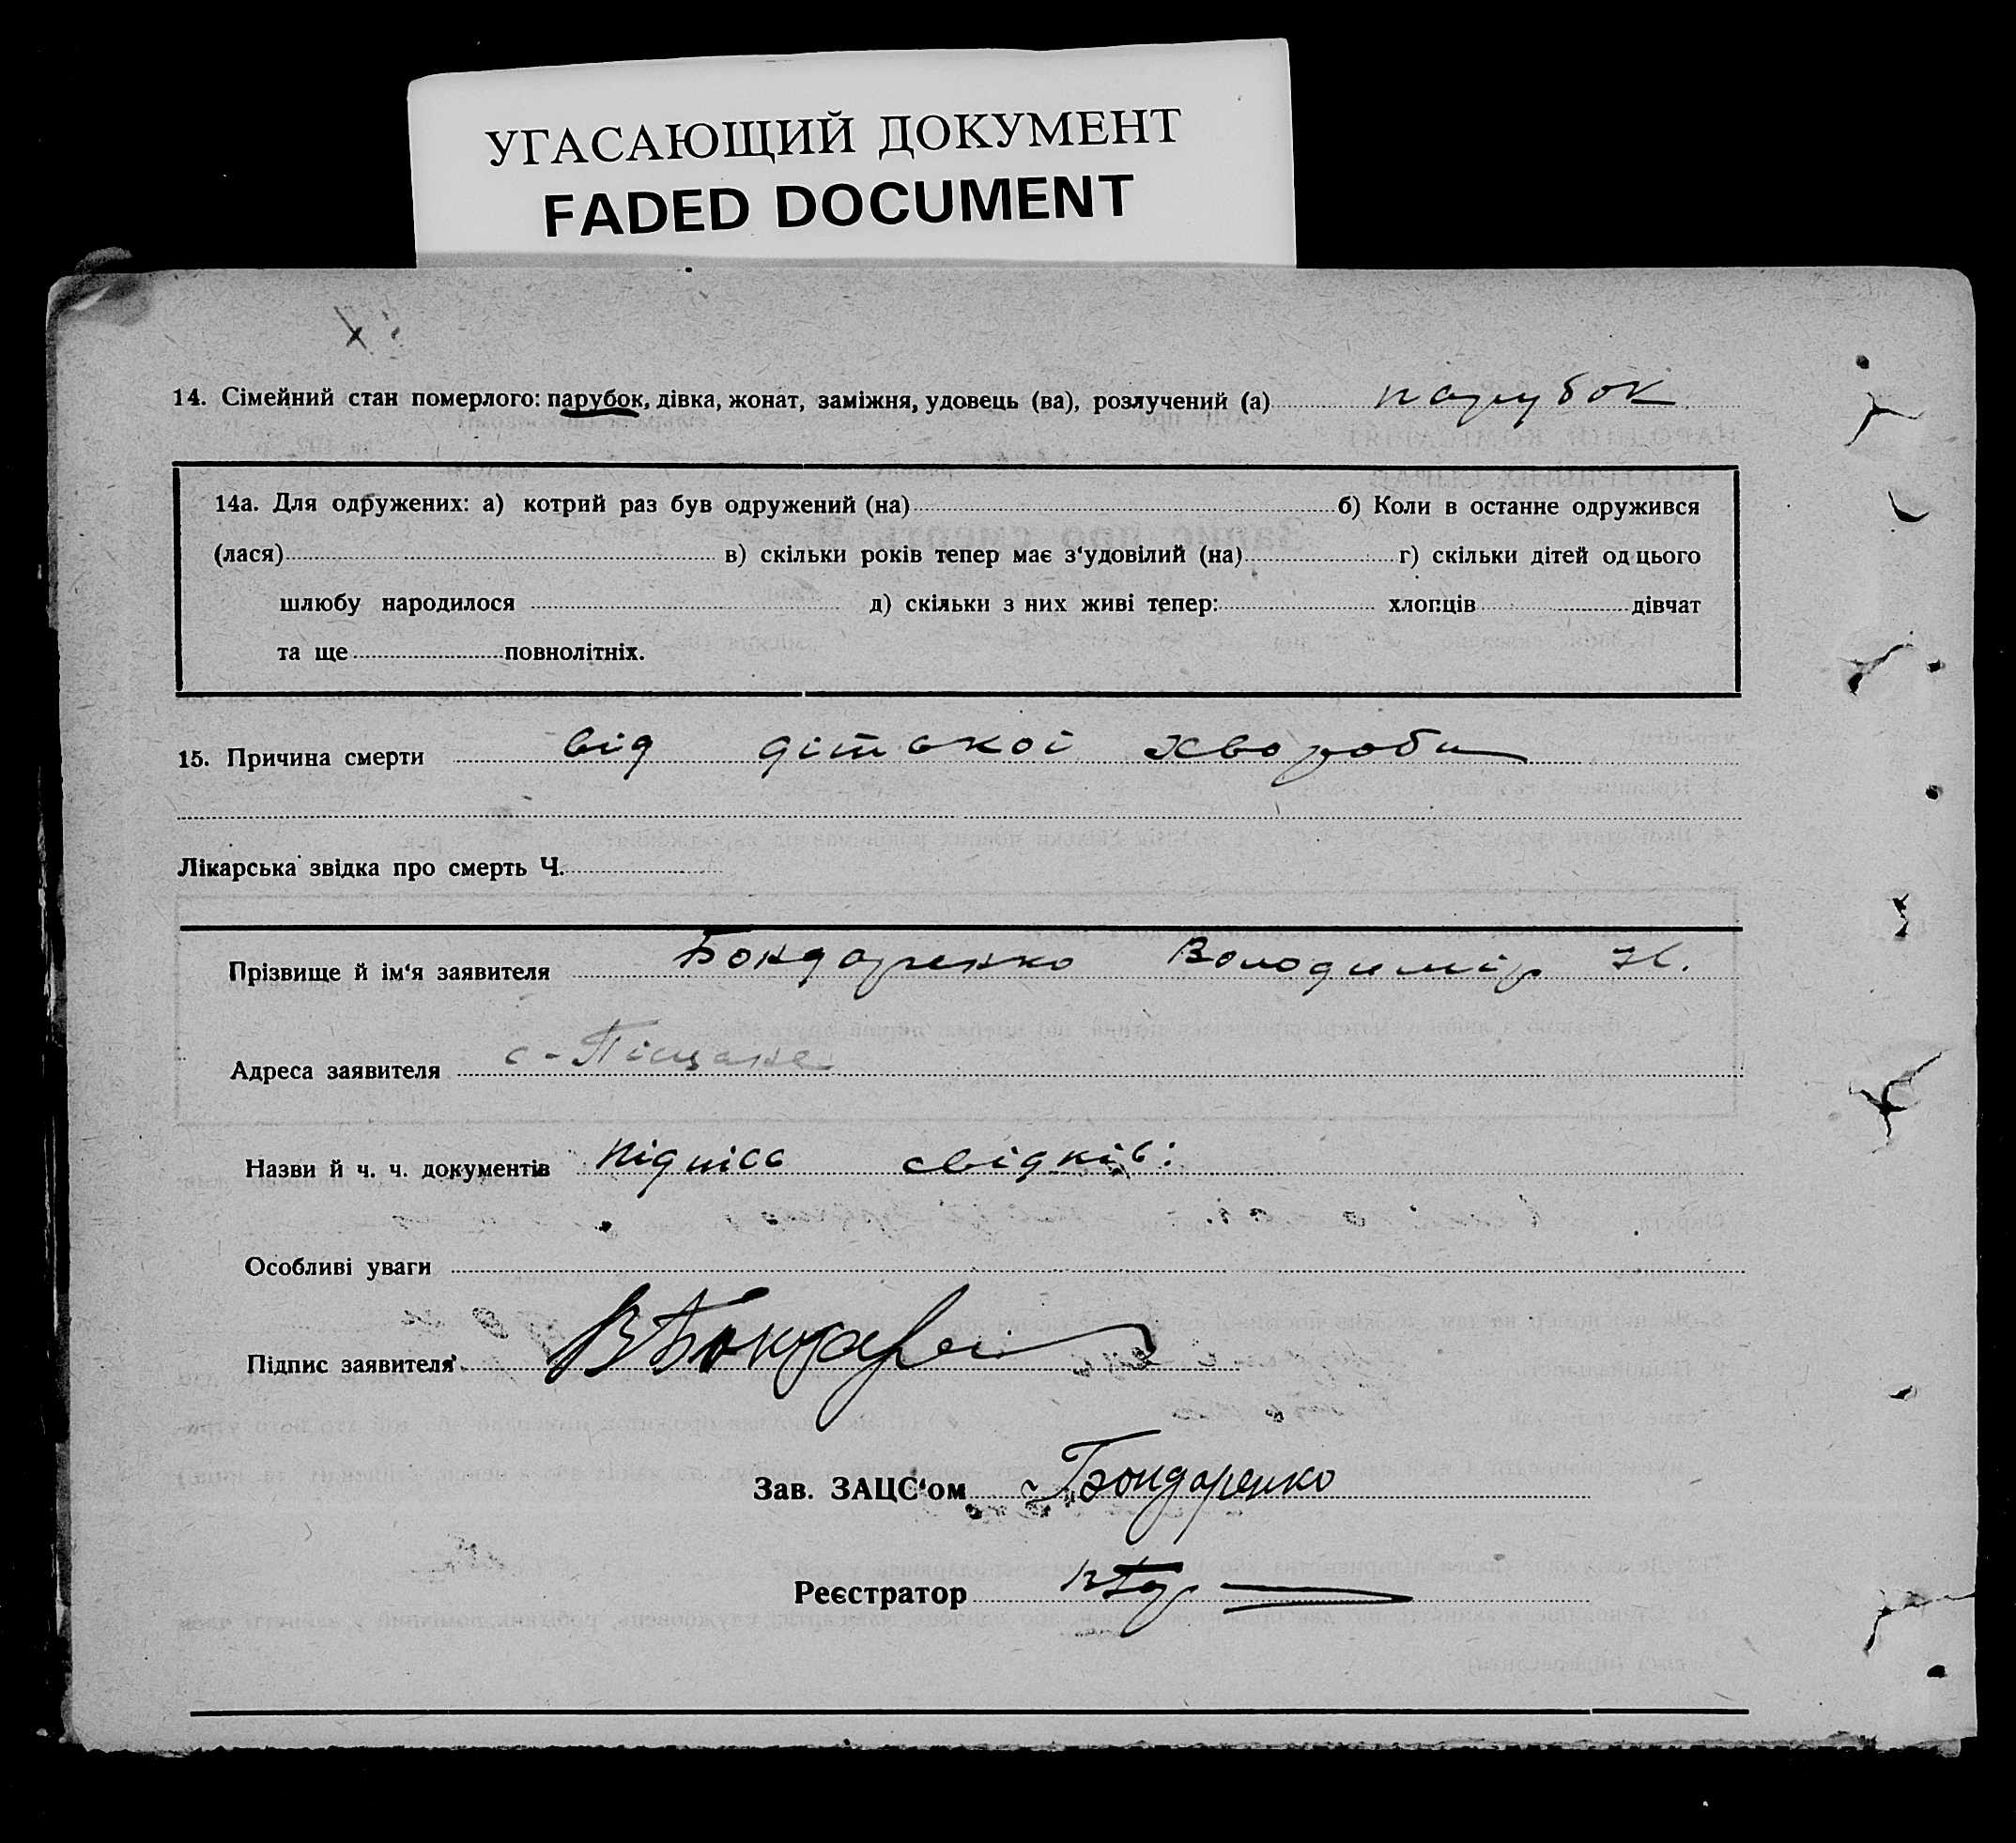 УГАСАЮЩИЙ ДОКУМЕНТ
FADED DOCUMENT
14. Сімейний стан померлого: парубок, дівка, жонат, заміжня, удовець (ва), розлучений (а) парубок
14а. Для одружених: а) котрий раз був одружений (на) б) Коли в останне одружився
(лася) в) скільки років тепер має з‘удовілий (на) г) скільки дітей од цього
шлюбу народилося д) скільки з них живі тепер: хлопців дівчат
та ще повнолітніх.
15. Причина смерти від дітської хвороби
Лікарська звідка про смерть Ч.
Прізвище й ім‘я заявителя Бондаренко Володимір Н.
Адреса заявителя с-Піщане
Назви й ч. ч. документів підпісс свідків:
Особливі уваги
Підпис заявителя ВБондарен
Зав. ЗАЦС‘ом Бондаренко
Реєстратор